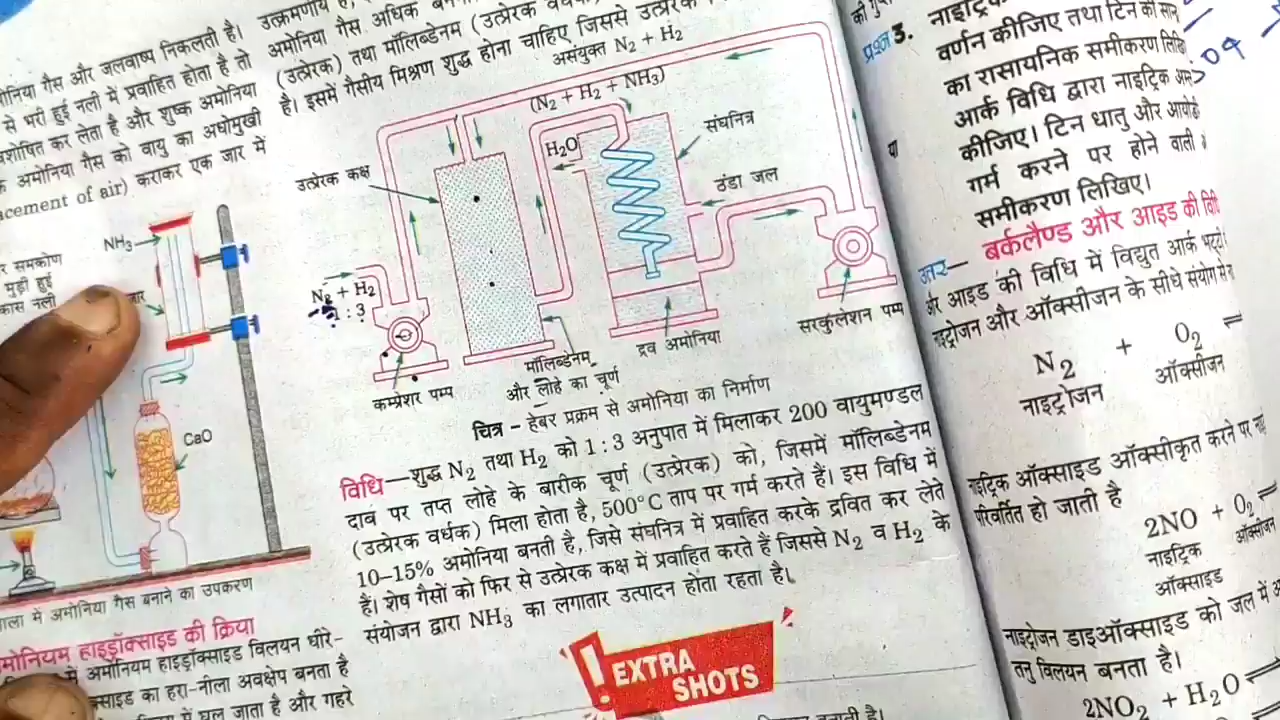 गैस और जलवाष्प निकलती है।
से भरी हुई नली में प्रवाहित होता है तो
कर लेता है और शुष्क अमोनिया
अमोनिया गैस को वायु का अधोमुखी
of air) कराकर एक जार में
NH₃
समकोण
मुड़ी हुई
नली
CaO
में अमोनिया गैस बनाने का उपकरण
हाइड्रॉक्साइड की क्रिया
में अमोनियम हाइड्रॉक्साइड विलयन धीरे-
का हरा-नीला अवक्षेप बनता है
में घुल जाता है और गहरे
अमोनिया गैस अधिक
(उत्प्रेरक) तथा मॉलिब्डेनम (उत्प्रेरक
होना चाहिए जिससे
है। इसमें गैसीय मिश्रण शुद्ध
असंयुक्त N₂ + H₂
(N₂ + H₂ + NH₃)
H₂O
संघनित्र
उत्प्रेरक कक्ष
ठंडा जल
N₂ + H₂
1 : 3
कम्प्रेशर पम्प
मॉलिब्डेनम्
और लोहे का चूर्ण
द्रव अमोनिया
सरकुलेशन पम्प
चित्र – हेबर प्रक्रम से अमोनिया का निर्माण
विधि—शुद्ध N₂ तथा H₂ को 1 : 3 अनुपात में मिलाकर 200 वायुमण्डल
दाब पर तप्त लोहे के बारीक चूर्ण (उत्प्रेरक) को, जिसमें मॉलिब्डेनम
(उत्प्रेरक वर्धक) मिला होता है, 500°C ताप पर गर्म करते हैं। इस विधि में
10–15% अमोनिया बनती है, जिसे संघनित्र में प्रवाहित करके द्रवित कर लेते
हैं। शेष गैसों को फिर से उत्प्रेरक कक्ष में प्रवाहित करते हैं जिससे N₂ व H₂ के
संयोजन द्वारा NH₃ का लगातार उत्पादन होता रहता है।
EXTRA
SHOTS
प्रश्न 3.
वर्णन कीजिए तथा टिन की
का रासायनिक समीकरण
आर्क विधि द्वारा नाइट्रिक
या
कीजिए। टिन धातु और
गर्म करने पर होने वाली
समीकरण लिखिए।
उत्तर— बर्कलैण्ड और आइड की
और आइड की विधि में विद्युत आर्क
नाइट्रोजन और ऑक्सीजन के सीधे संयोग से
N₂ + O₂ ⇌
नाइट्रोजन ऑक्सीजन
नाइट्रिक ऑक्साइड ऑक्सीकृत करने पर
परिवर्तित हो जाती है
2NO + O₂ ⇌
नाइट्रिक ऑक्सीजन
ऑक्साइड
नाइट्रोजन डाइऑक्साइड को जल में
तनु विलयन बनता है।
2NO₂ + H₂O ⇌